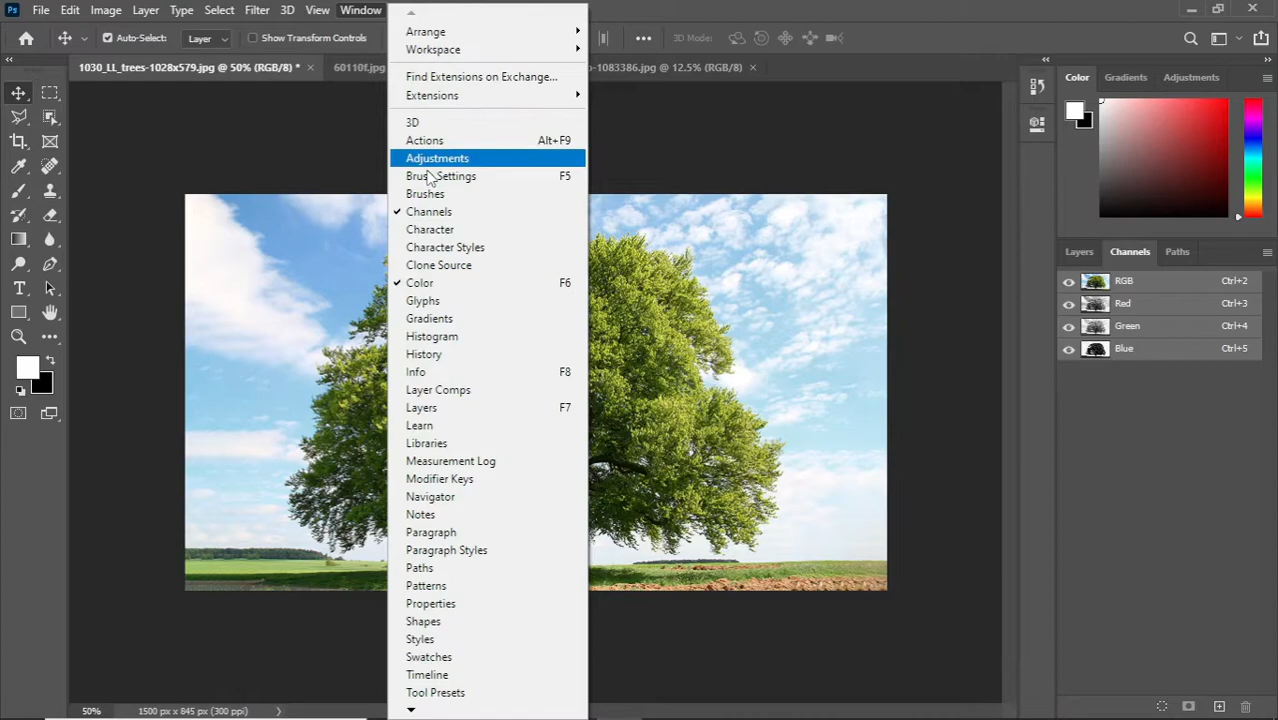 Ps File Edit Image Layer Type Select Filter 3D View Window
Auto-Select: Layer Show Transform Controls 3D Mode:
1030_LL_trees-1028x579.jpg @ 50% (RGB/8) * 60110f.jpg o-1083386.jpg @ 12.5% (RGB/8)
Arrange
Workspace
Find Extensions on Exchange...
Extensions
3D
Actions Alt+F9
Adjustments
Brush Settings F5
Brushes
Channels
Character
Character Styles
Clone Source
Color F6
Glyphs
Gradients
Histogram
History
Info F8
Layer Comps
Layers F7
Learn
Libraries
Measurement Log
Modifier Keys
Navigator
Notes
Paragraph
Paragraph Styles
Paths
Patterns
Properties
Shapes
Styles
Swatches
Timeline
Tool Presets
Color Gradients Adjustments
Layers Channels Paths
RGB Ctrl+2
Red Ctrl+3
Green Ctrl+4
Blue Ctrl+5
50% 1500 px x 845 px (300 ppi)